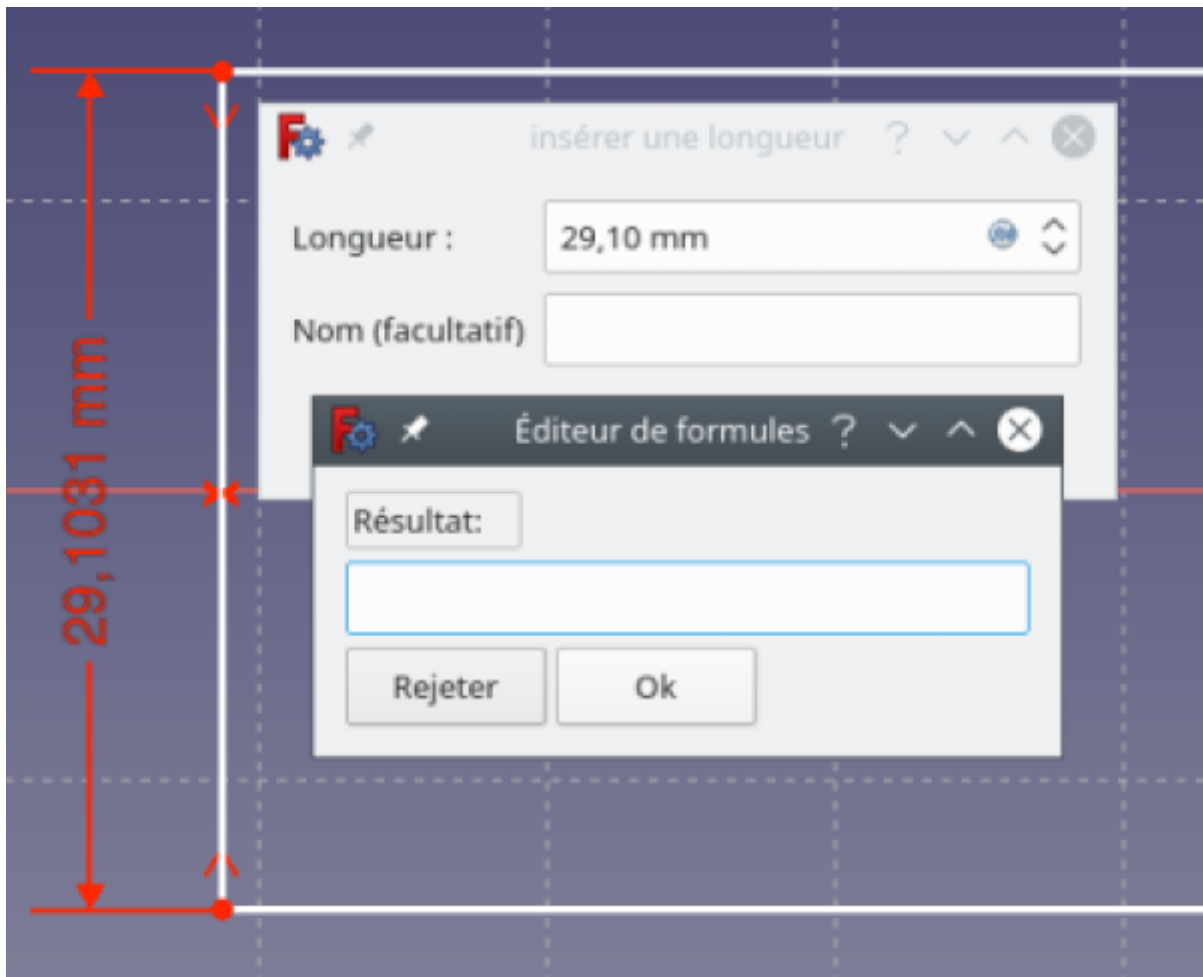 insérer une longueur
Longueur : 29,10 mm
Nom (facultatif)
29,1031 mm
Éditeur de formules
Résultat:
Rejeter Ok